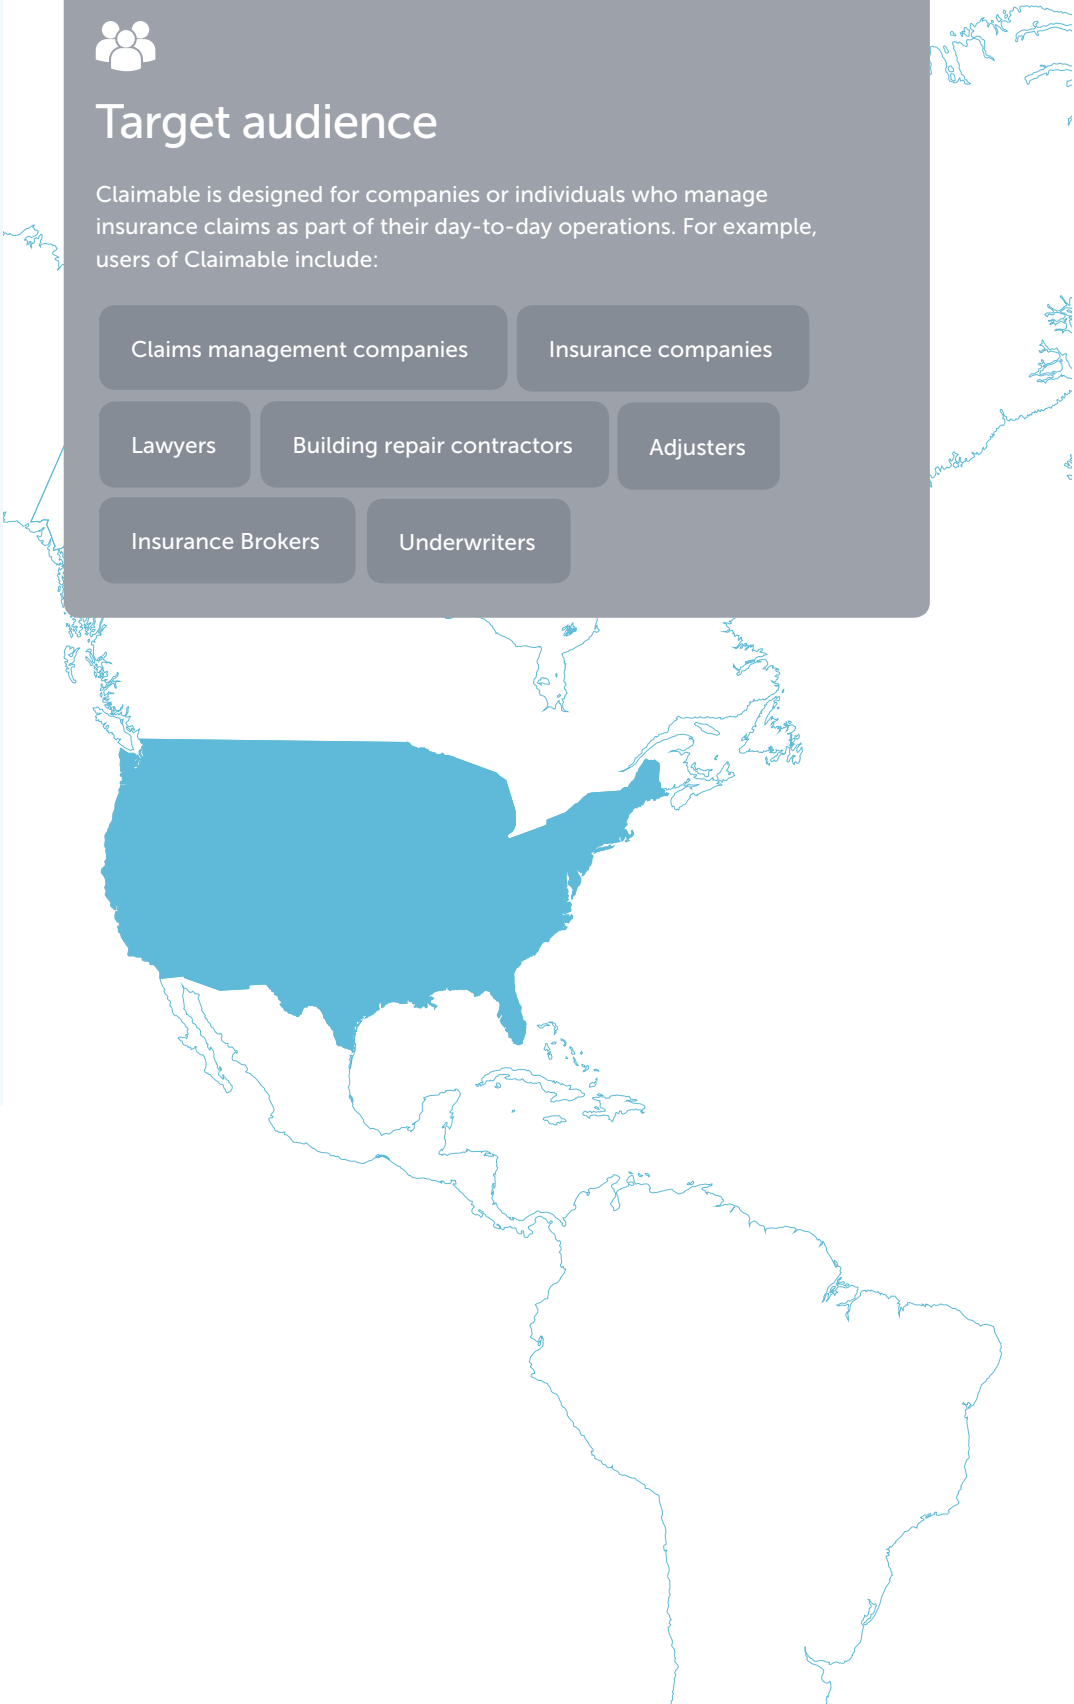 Target audience
Claimable is designed for companies or individuals who manage
insurance claims as part of their day-to-day operations. For example,
users of Claimable include:
Claims management companies
Insurance companies
Lawyers
Building repair contractors
Adjusters
Insurance Brokers
Underwriters